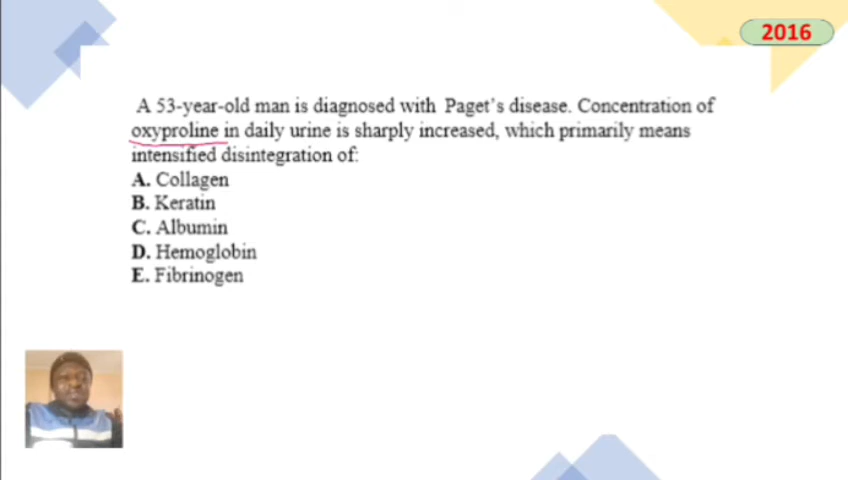 2016
A 53-year-old man is diagnosed with Paget's disease. Concentration of
oxyproline in daily urine is sharply increased, which primarily means
intensified disintegration of:
A. Collagen
B. Keratin
C. Albumin
D. Hemoglobin
E. Fibrinogen